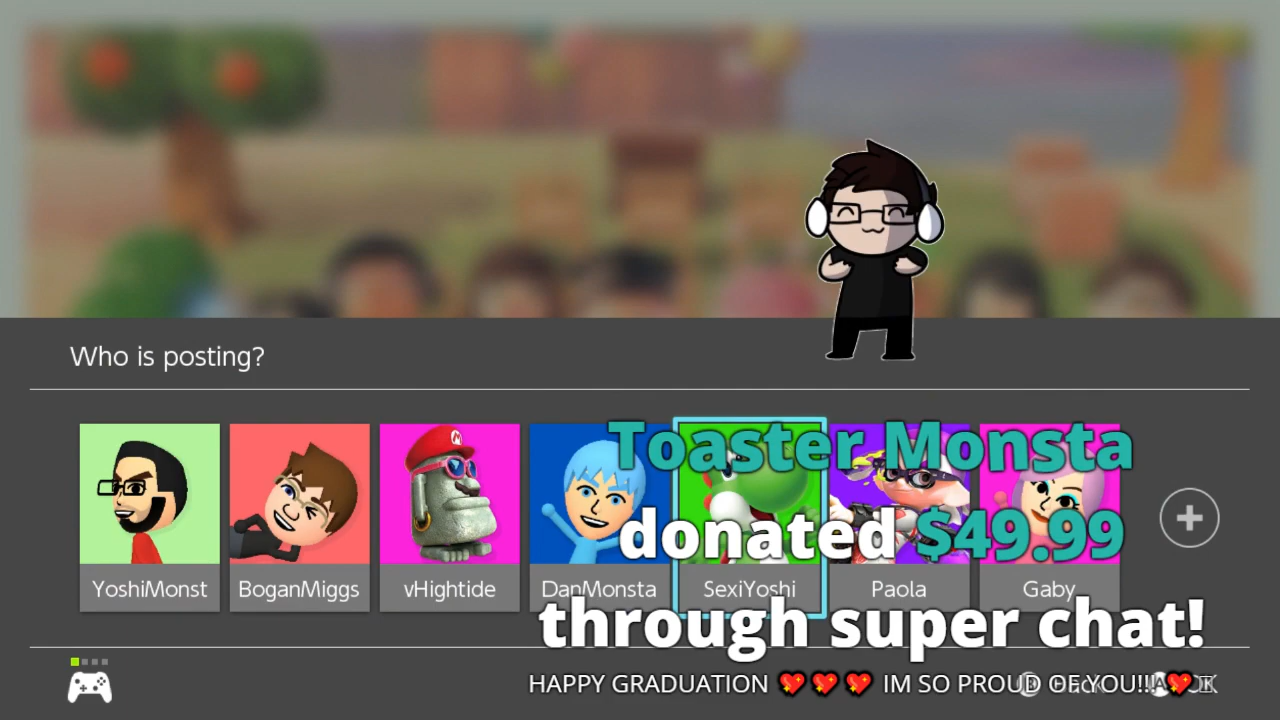 Who is posting?
Toaster Monsta
donated $49.99
YoshiMonst BoganMiggs vHightide DanMonsta SexiYoshi Paola Gaby
through super chat!
HAPPY GRADUATION 💖 💖 💖 IM SO PROUD OF YOU!!! 💖